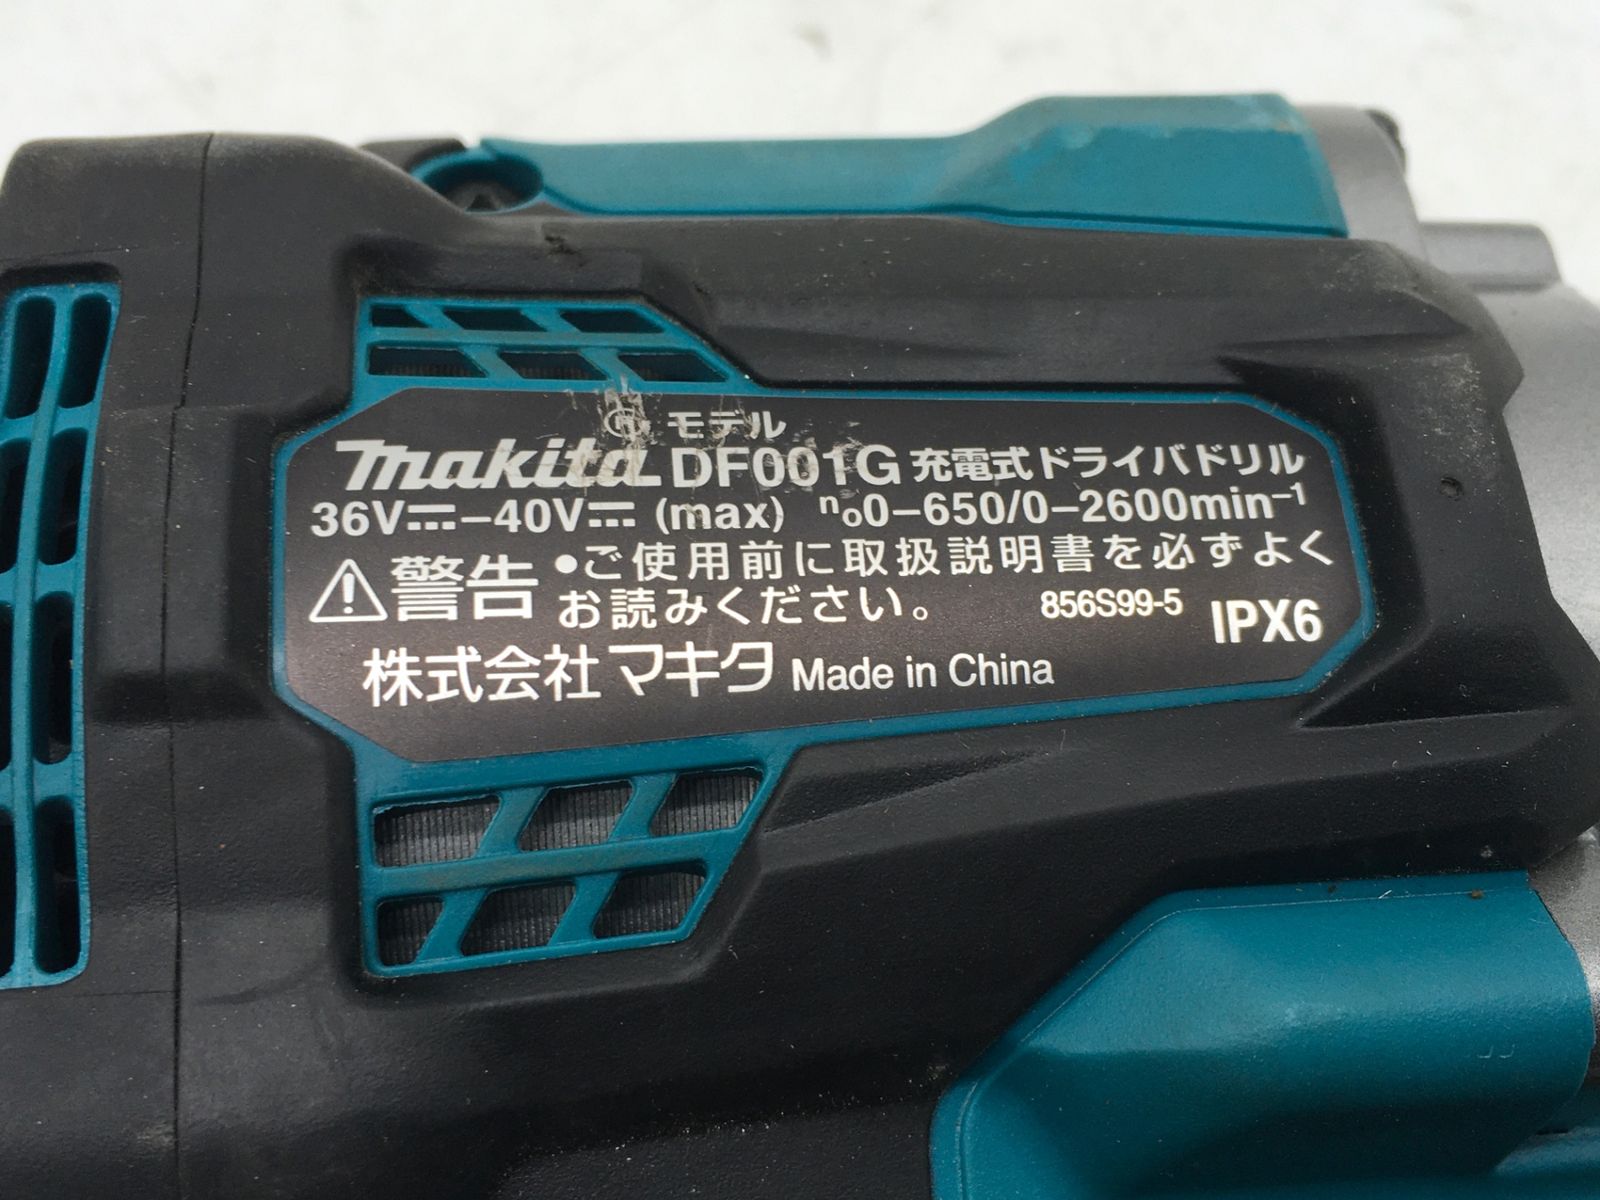 モデル
makita DF001G 充電式ドライバドリル
36V⎓–40V⎓ (max) n₀0–650/0–2600min⁻¹
⚠警告 •ご使用前に取扱説明書を必ずよく
お読みください。 856S99-5 IPX6
株式会社マキタ Made in China